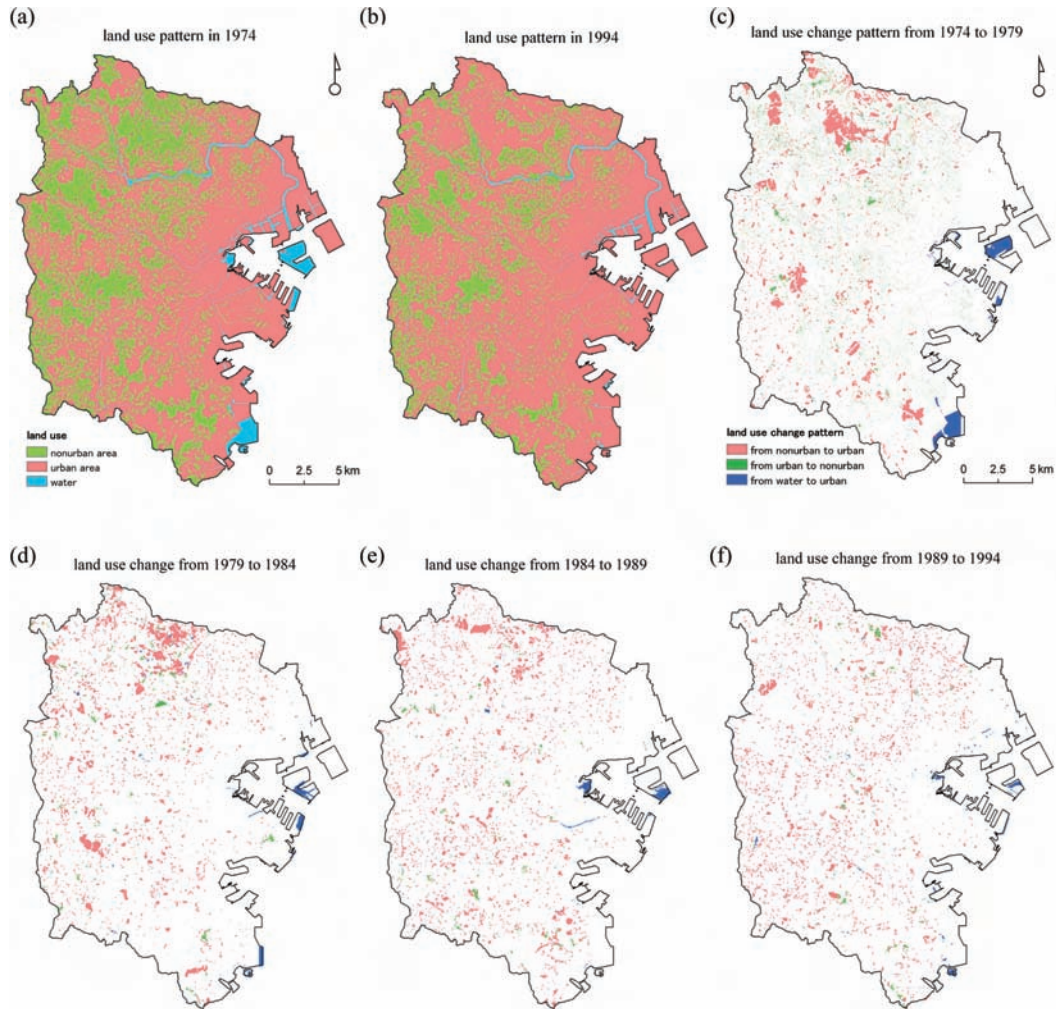 (a)
land use pattern in 1974
(b)
land use pattern in 1994
(c)
land use change pattern from 1974 to 1979
land use
nonurban area
urban area
water
0 2.5 5 km
land use change pattern
from nonurban to urban
from urban to nonurban
from water to urban
0 2.5 5 km
(d)
land use change from 1979 to 1984
(e)
land use change from 1984 to 1989
(f)
land use change from 1989 to 1994